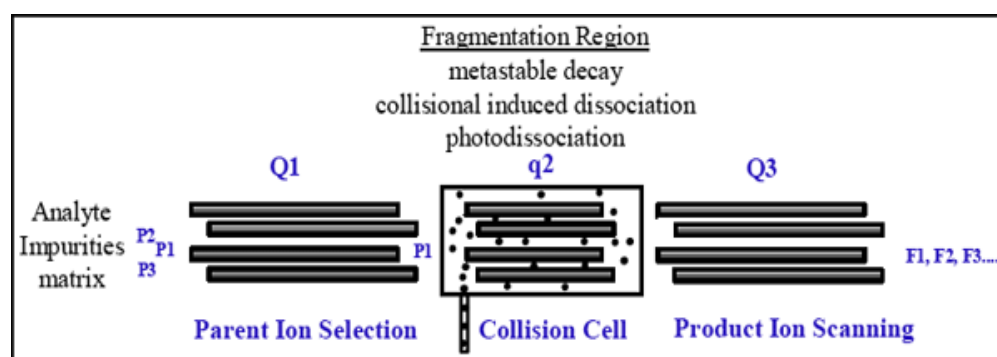 Fragmentation Region
metastable decay
collisional induced dissociation
photodissociation
Q1
q2
Q3
Analyte
Impurities
matrix
P2
P1
P3
P1
F1, F2, F3....
Parent Ion Selection
Collision Cell
Product Ion Scanning